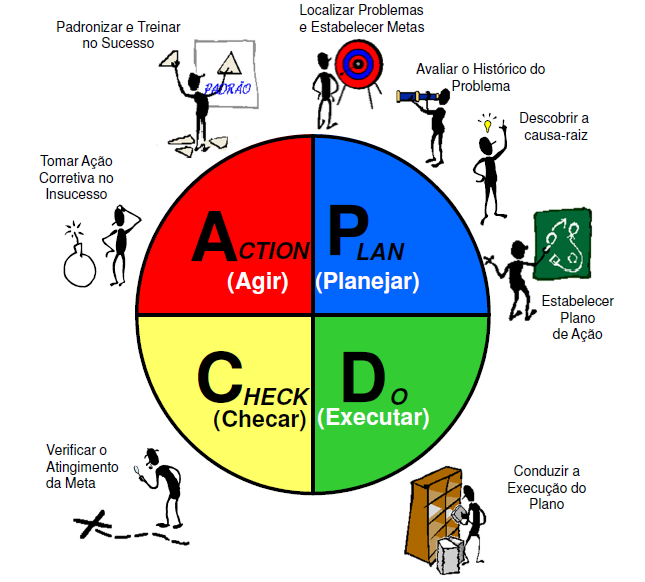 Localizar Problemas
e Estabelecer Metas
Padronizar e Treinar
no Sucesso
PADRÃO
Avaliar o Histórico do
Problema
Descobrir a
causa-raiz
Tomar Ação
Corretiva no
Insucesso
ACTION
(Agir)
PLAN
(Planejar)
Estabelecer
Plano
de Ação
CHECK
(Checar)
DO
(Executar)
Verificar o
Atingimento
da Meta
Conduzir a
Execução do
Plano